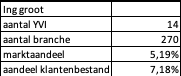 Ing groot
aantal YVI 14
aantal branche 270
marktaandeel 5,19%
aandeel klantenbestand 7,18%